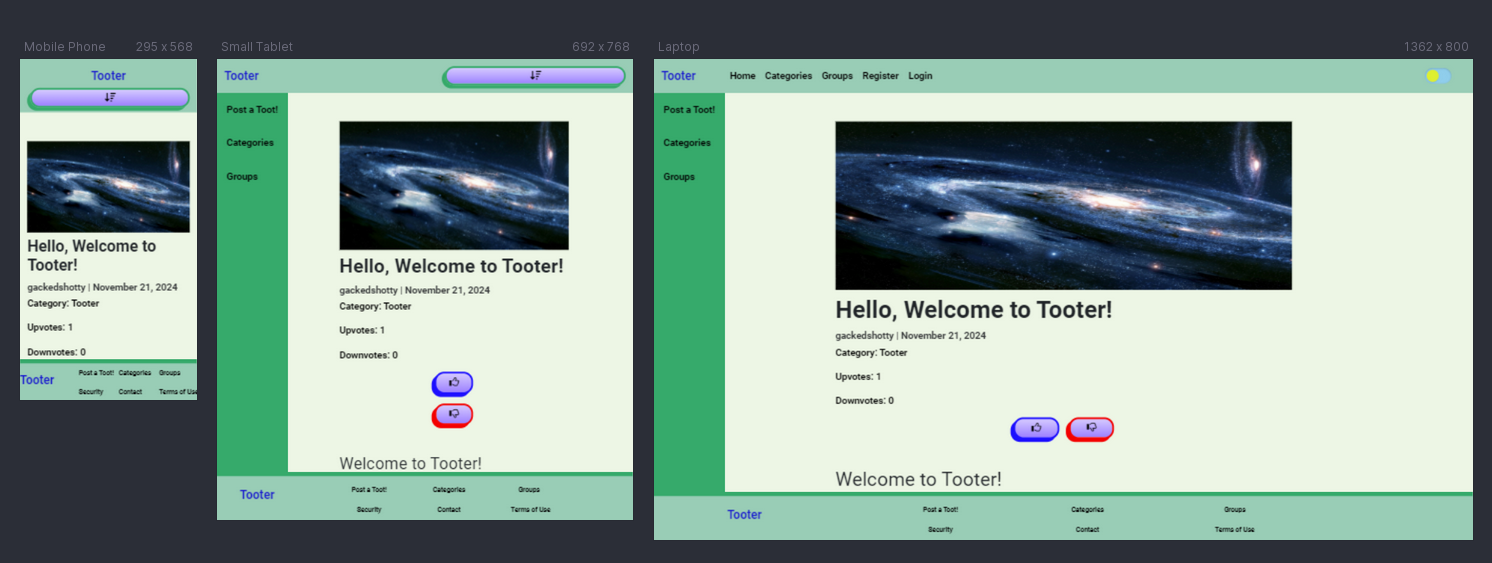 Mobile Phone 295 x 568
Tooter
Hello, Welcome to
Tooter!
gackedshotty | November 21, 2024
Category: Tooter
Upvotes: 1
Downvotes: 0
Tooter
Post a Toot! Categories Groups
Security Contact Terms of Use
Small Tablet 692 x 768
Tooter
Post a Toot!
Categories
Groups
Hello, Welcome to Tooter!
gackedshotty | November 21, 2024
Category: Tooter
Upvotes: 1
Downvotes: 0
Welcome to Tooter!
Tooter
Post a Toot! Categories Groups
Security Contact Terms of Use
Laptop 1362 x 800
Tooter Home Categories Groups Register Login
Post a Toot!
Categories
Groups
Hello, Welcome to Tooter!
gackedshotty | November 21, 2024
Category: Tooter
Upvotes: 1
Downvotes: 0
Welcome to Tooter!
Tooter
Post a Toot! Categories Groups
Security Contact Terms of Use